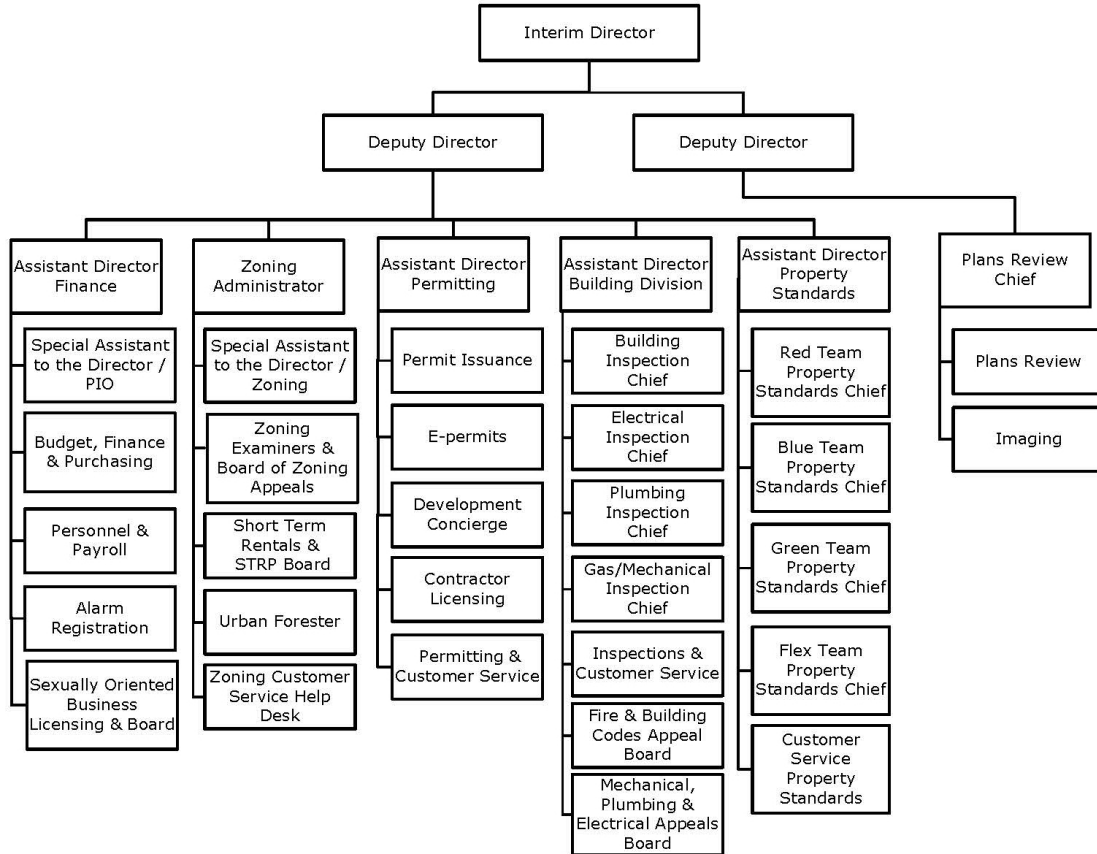 Interim Director
Deputy Director
Deputy Director
Assistant Director
Finance
Zoning
Administrator
Assistant Director
Permitting
Assistant Director
Building Division
Assistant Director
Property
Standards
Plans Review
Chief
Special Assistant
to the Director /
PIO
Budget, Finance
& Purchasing
Personnel &
Payroll
Alarm
Registration
Sexually Oriented
Business
Licensing & Board
Special Assistant
to the Director /
Zoning
Zoning
Examiners &
Board of Zoning
Appeals
Short Term
Rentals &
STRP Board
Urban Forester
Zoning Customer
Service Help
Desk
Permit Issuance
E-permits
Development
Concierge
Contractor
Licensing
Permitting &
Customer Service
Building
Inspection
Chief
Electrical
Inspection
Chief
Plumbing
Inspection
Chief
Gas/Mechanical
Inspection
Chief
Inspections &
Customer Service
Fire & Building
Codes Appeal
Board
Mechanical,
Plumbing &
Electrical Appeals
Board
Red Team
Property
Standards Chief
Blue Team
Property
Standards Chief
Green Team
Property
Standards Chief
Flex Team
Property
Standards Chief
Customer
Service
Property
Standards
Plans Review
Imaging